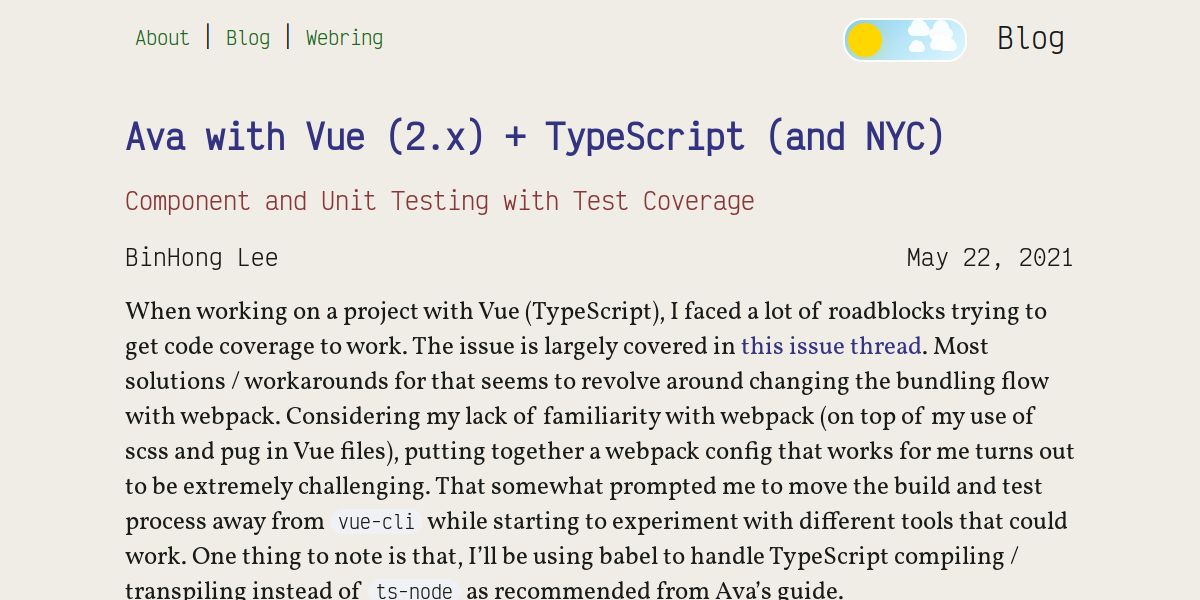 About | Blog | Webring
Blog
Ava with Vue (2.x) + TypeScript (and NYC)
Component and Unit Testing with Test Coverage
BinHong Lee
May 22, 2021
When working on a project with Vue (TypeScript), I faced a lot of roadblocks trying to
get code coverage to work. The issue is largely covered in this issue thread. Most
solutions / workarounds for that seems to revolve around changing the bundling flow
with webpack. Considering my lack of familiarity with webpack (on top of my use of
scss and pug in Vue files), putting together a webpack config that works for me turns out
to be extremely challenging. That somewhat prompted me to move the build and test
process away from vue-cli while starting to experiment with different tools that could
work. One thing to note is that, I’ll be using babel to handle TypeScript compiling /
transpiling instead of ts-node as recommended from Ava’s guide.